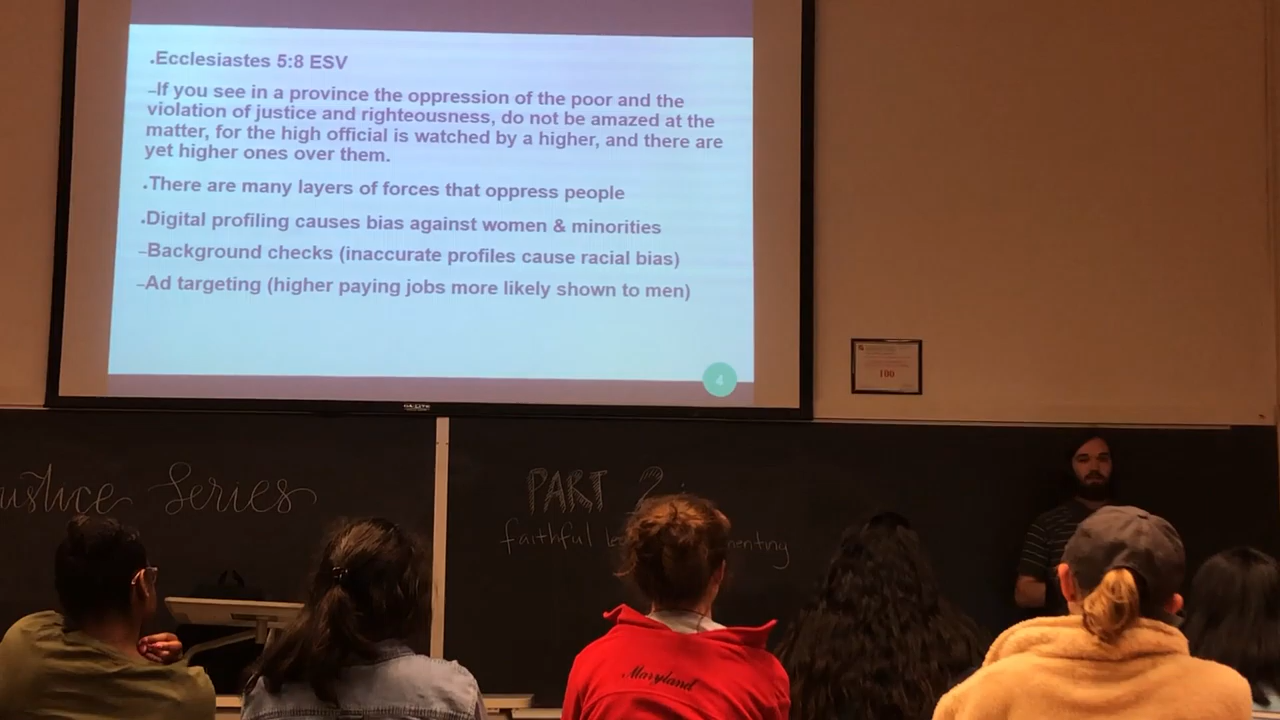 .Ecclesiastes 5:8 ESV
–If you see in a province the oppression of the poor and the
violation of justice and righteousness, do not be amazed at the
matter, for the high official is watched by a higher, and there are
yet higher ones over them.
.There are many layers of forces that oppress people
.Digital profiling causes bias against women & minorities
–Background checks (inaccurate profiles cause racial bias)
–Ad targeting (higher paying jobs more likely shown to men)
4
100
DA-LITE
ustice Series
PART 2:
faithful
Maryland